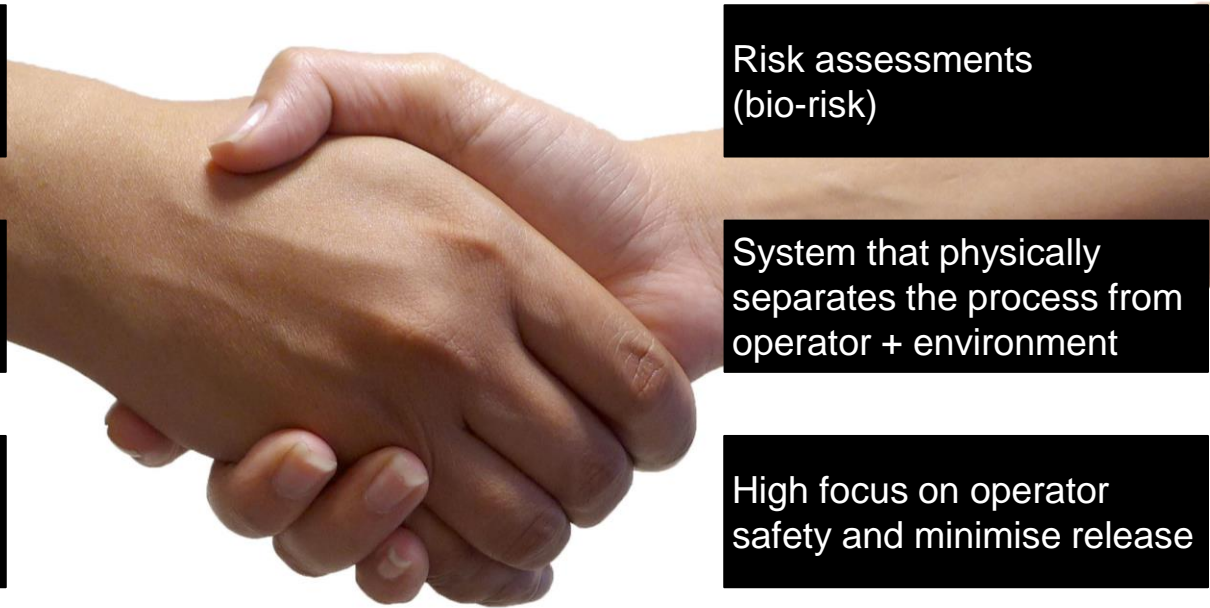 Risk assessments
(bio-risk)
System that physically
separates the process from
operator + environment
High focus on operator
safety and minimise release